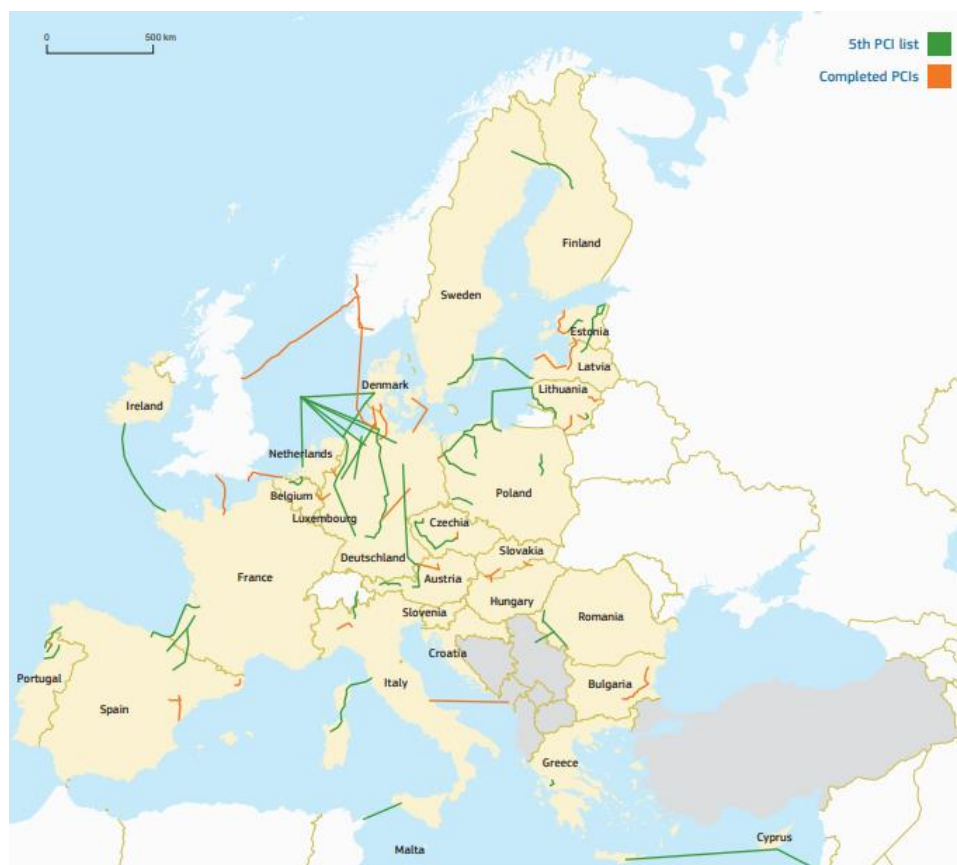 0
500 km
5th PCI list
Completed PCIs
Finland
Sweden
Estonia
Latvia
Denmark
Lithuania
Ireland
Netherlands
Belgium
Poland
Luxembourg
Czechia
Deutschland
Slovakia
France
Austria
Hungary
Slovenia
Romania
Croatia
Portugal
Italy
Bulgaria
Spain
Greece
Cyprus
Malta